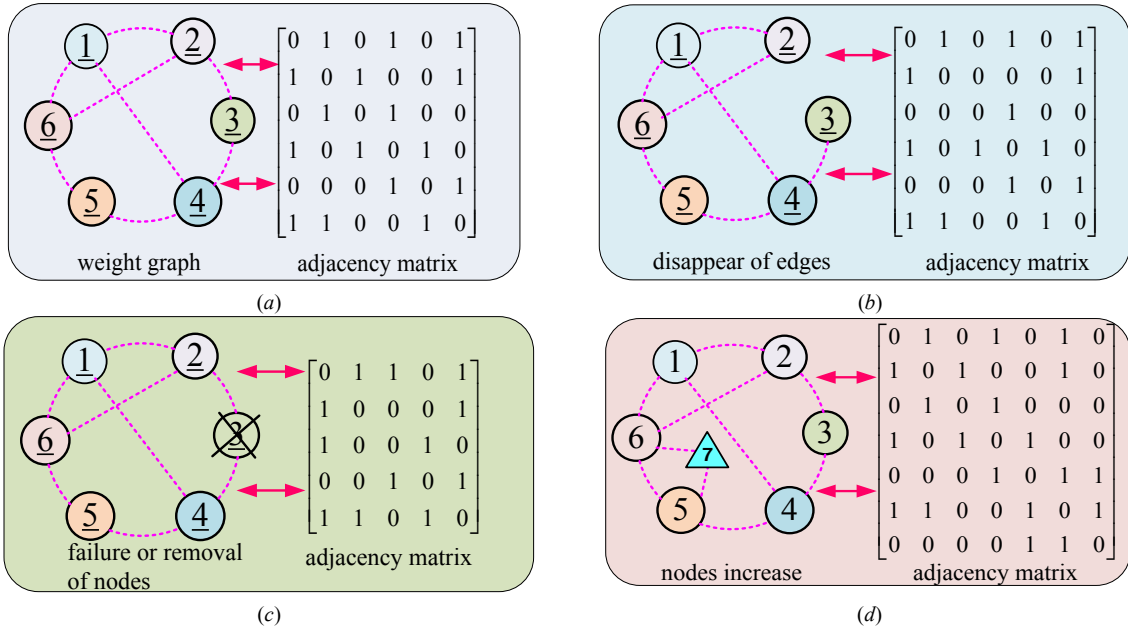 1
2
3
4
5
6
0 1 0 1 0 1
1 0 1 0 0 1
0 1 0 1 0 0
1 0 1 0 1 0
0 0 0 1 0 1
1 1 0 0 1 0
weight graph
adjacency matrix
(a)
1
2
3
4
5
6
0 1 0 1 0 1
1 0 0 0 0 1
0 0 0 1 0 0
1 0 1 0 1 0
0 0 0 1 0 1
1 1 0 0 1 0
disappear of edges
adjacency matrix
(b)
1
2
3
4
5
6
0 1 1 0 1
1 0 0 0 1
1 0 0 1 0
0 0 1 0 1
1 1 0 1 0
failure or removal
of nodes
adjacency matrix
(c)
1
2
3
4
5
6
7
0 1 0 1 0 1 0
1 0 1 0 0 1 0
0 1 0 1 0 0 0
1 0 1 0 1 0 0
0 0 0 1 0 1 1
1 1 0 0 1 0 1
0 0 0 0 1 1 0
nodes increase
adjacency matrix
(d)